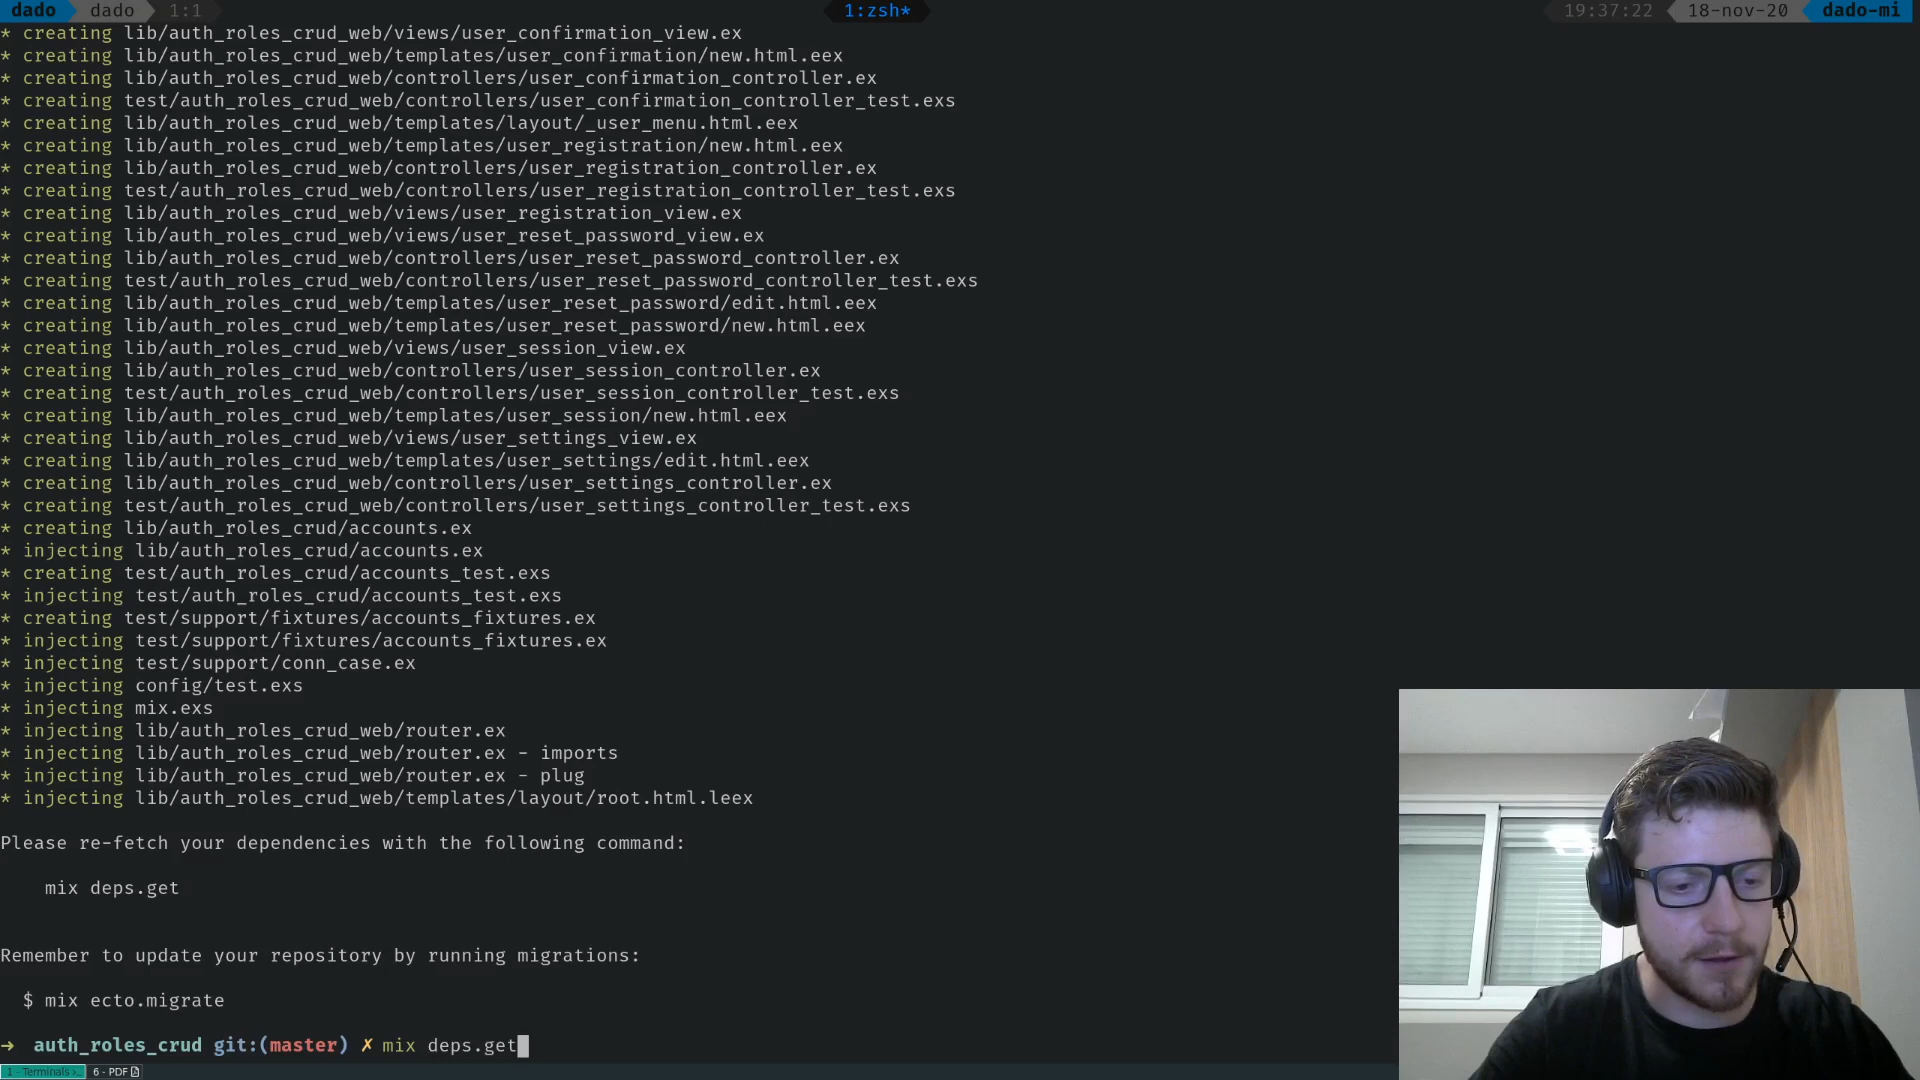 dado dado 1:1 1:zsh* 19:37:22 18-nov-20 dado-mi
* creating lib/auth_roles_crud_web/views/user_confirmation_view.ex
* creating lib/auth_roles_crud_web/templates/user_confirmation/new.html.eex
* creating lib/auth_roles_crud_web/controllers/user_confirmation_controller.ex
* creating test/auth_roles_crud_web/controllers/user_confirmation_controller_test.exs
* creating lib/auth_roles_crud_web/templates/layout/_user_menu.html.eex
* creating lib/auth_roles_crud_web/templates/user_registration/new.html.eex
* creating lib/auth_roles_crud_web/controllers/user_registration_controller.ex
* creating test/auth_roles_crud_web/controllers/user_registration_controller_test.exs
* creating lib/auth_roles_crud_web/views/user_registration_view.ex
* creating lib/auth_roles_crud_web/views/user_reset_password_view.ex
* creating lib/auth_roles_crud_web/controllers/user_reset_password_controller.ex
* creating test/auth_roles_crud_web/controllers/user_reset_password_controller_test.exs
* creating lib/auth_roles_crud_web/templates/user_reset_password/edit.html.eex
* creating lib/auth_roles_crud_web/templates/user_reset_password/new.html.eex
* creating lib/auth_roles_crud_web/views/user_session_view.ex
* creating lib/auth_roles_crud_web/controllers/user_session_controller.ex
* creating test/auth_roles_crud_web/controllers/user_session_controller_test.exs
* creating lib/auth_roles_crud_web/templates/user_session/new.html.eex
* creating lib/auth_roles_crud_web/views/user_settings_view.ex
* creating lib/auth_roles_crud_web/templates/user_settings/edit.html.eex
* creating lib/auth_roles_crud_web/controllers/user_settings_controller.ex
* creating test/auth_roles_crud_web/controllers/user_settings_controller_test.exs
* creating lib/auth_roles_crud/accounts.ex
* injecting lib/auth_roles_crud/accounts.ex
* creating test/auth_roles_crud/accounts_test.exs
* injecting test/auth_roles_crud/accounts_test.exs
* creating test/support/fixtures/accounts_fixtures.ex
* injecting test/support/fixtures/accounts_fixtures.ex
* injecting test/support/conn_case.ex
* injecting config/test.exs
* injecting mix.exs
* injecting lib/auth_roles_crud_web/router.ex
* injecting lib/auth_roles_crud_web/router.ex - imports
* injecting lib/auth_roles_crud_web/router.ex - plug
* injecting lib/auth_roles_crud_web/templates/layout/root.html.leex
Please re-fetch your dependencies with the following command:
mix deps.get
Remember to update your repository by running migrations:
$ mix ecto.migrate
→ auth_roles_crud git:(master) ✗ mix deps.get
1 - Terminals >_ 6 - PDF